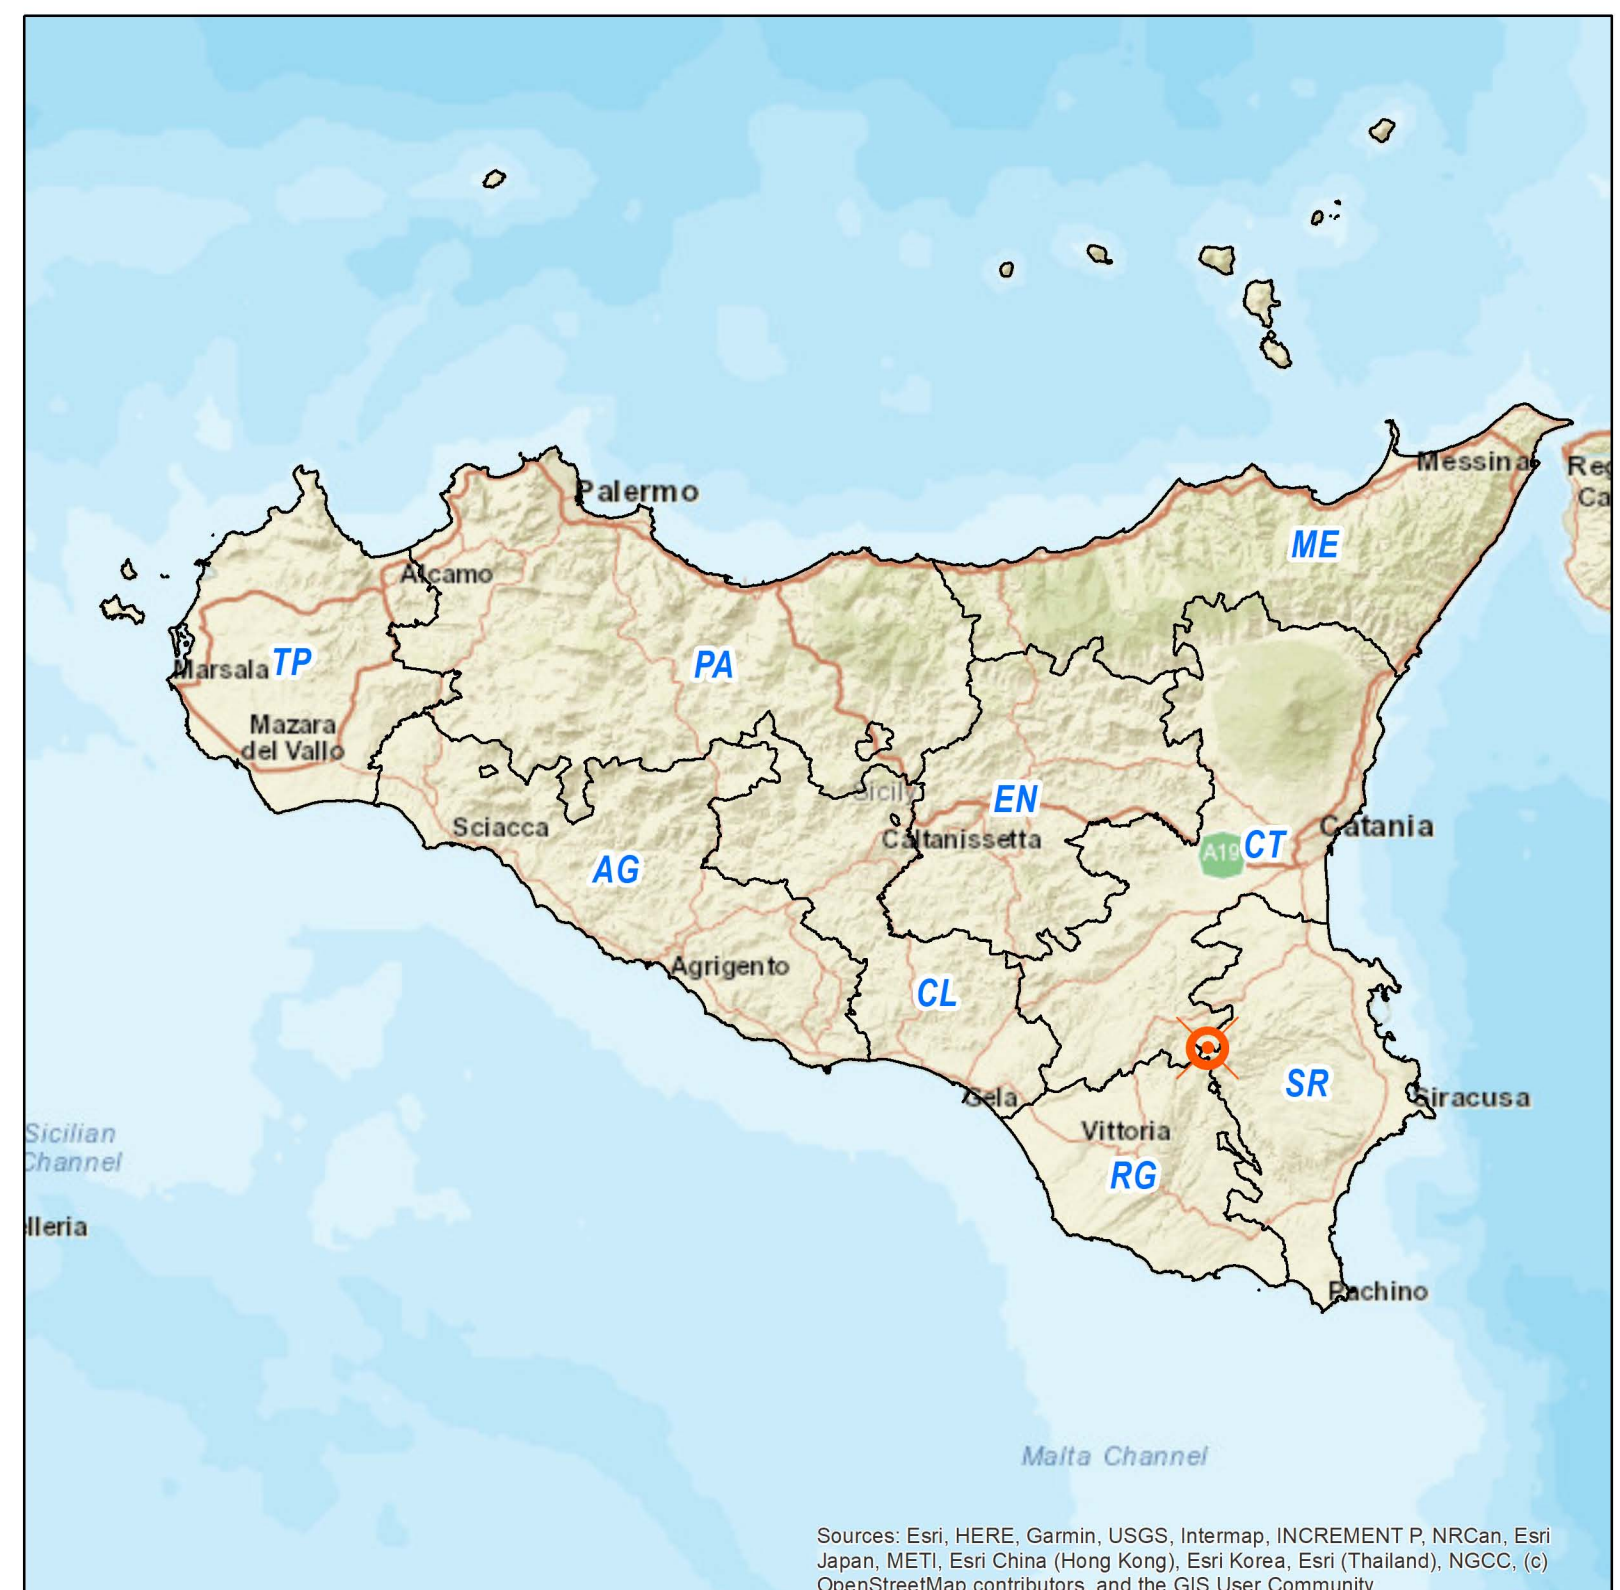 Messina
Reg
Ca
Palermo
ME
Alcamo
Marsala
TP
PA
Mazara
del Vallo
Sicily
EN
Sciacca
Caltanissetta
A19
CT
Catania
AG
Agrigento
CL
SR
Gela
Siracusa
Vittoria
Sicilian
Channel
RG
lleria
Pachino
Malta Channel
Sources: Esri, HERE, Garmin, USGS, Intermap, INCREMENT P, NRCan, Esri
Japan, METI, Esri China (Hong Kong), Esri Korea, Esri (Thailand), NGCC, (c)
OpenStreetMap contributors, and the GIS User Community